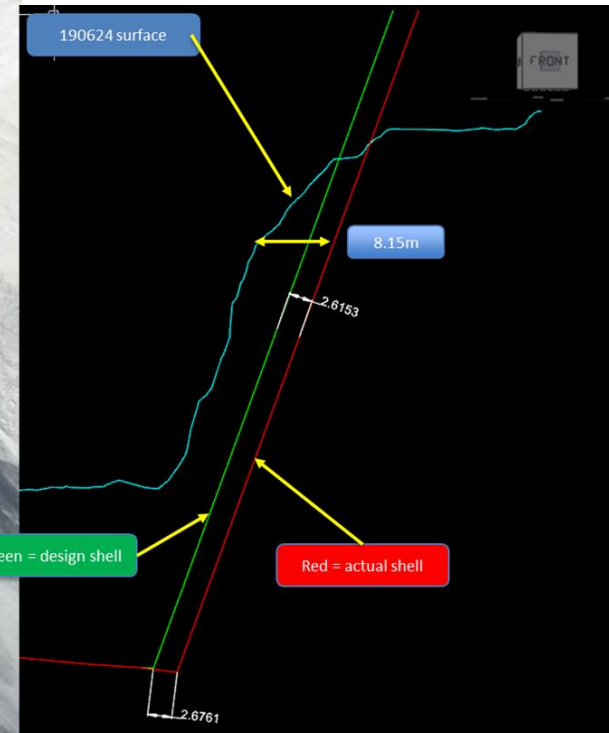 190624 surface
FRONT
8.15m
2.6153
een = design shell
Red = actual shell
2.6761